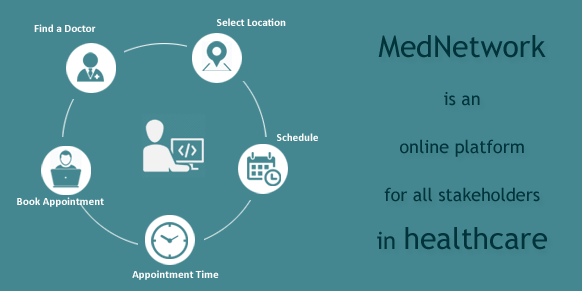 Find a Doctor
Select Location
Schedule
Appointment Time
Book Appointment
</>
MedNetwork
is an
online platform
for all stakeholders
in healthcare